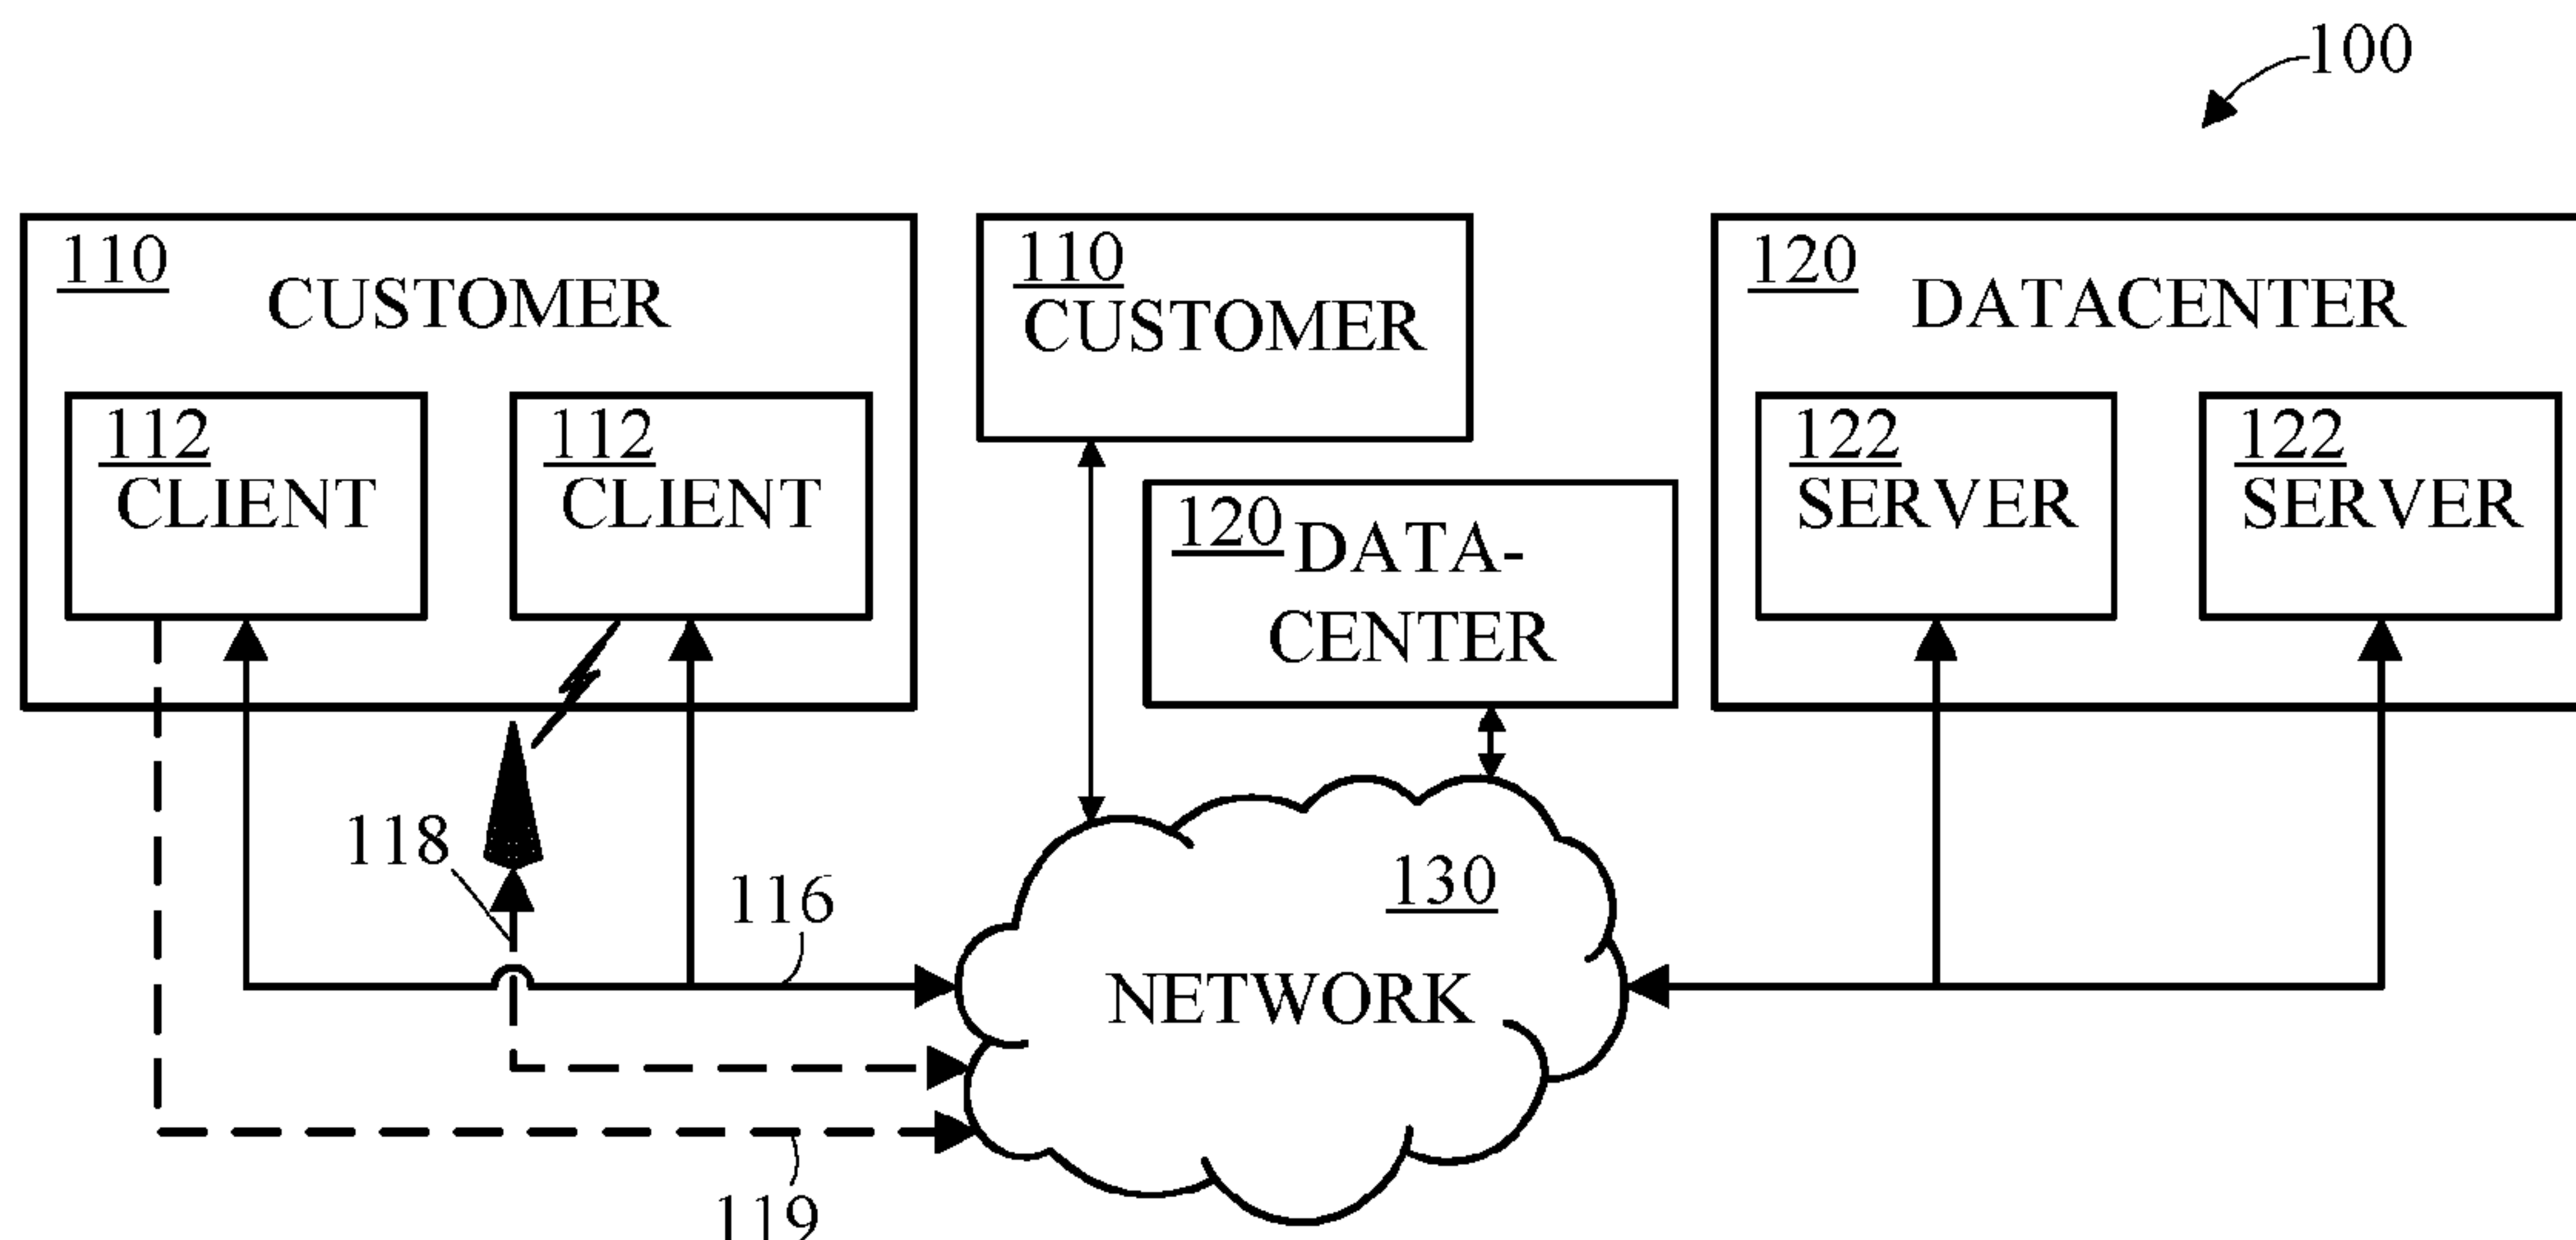 100
110
CUSTOMER
112
CLIENT
112
CLIENT
110
CUSTOMER
120 DATA-
CENTER
120
DATACENTER
122
SERVER
122
SERVER
118
116
130
NETWORK
119